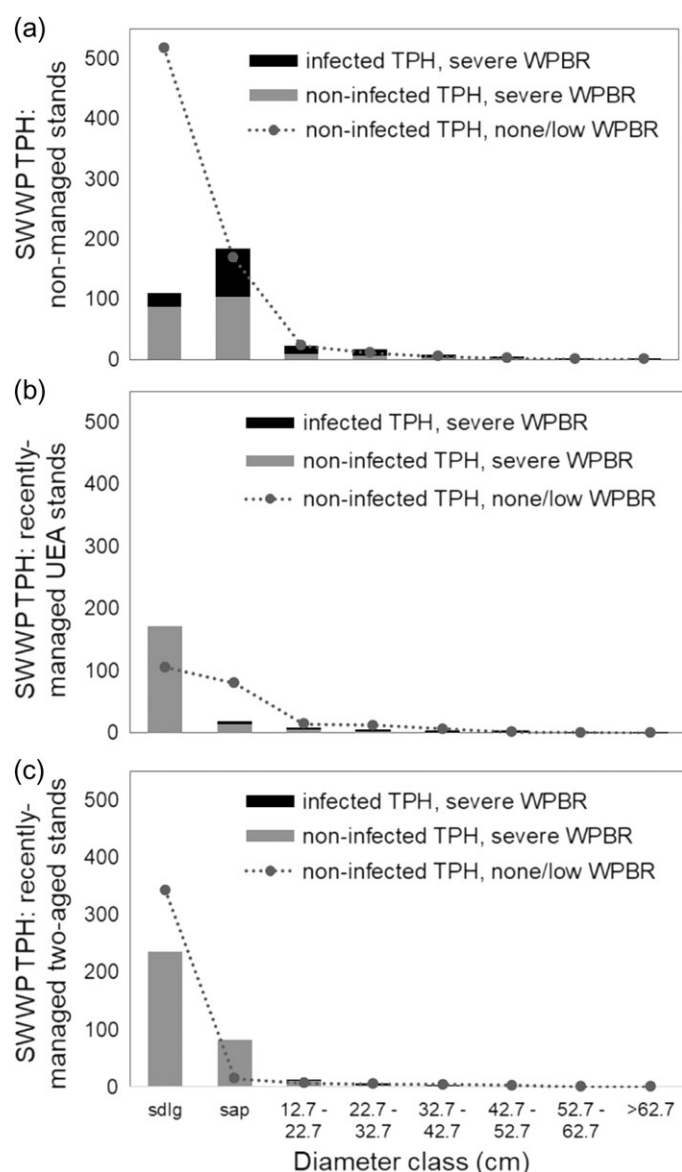 (a)
SWWP TPH:
non-managed stands
500
400
300
200
100
0
infected TPH, severe WPBR
non-infected TPH, severe WPBR
non-infected TPH, none/low WPBR
(b)
SWWP TPH: recently-
managed UEA stands
500
400
300
200
100
0
infected TPH, severe WPBR
non-infected TPH, severe WPBR
non-infected TPH, none/low WPBR
(c)
SWWP TPH: recently-
managed two-aged stands
500
400
300
200
100
0
infected TPH, severe WPBR
non-infected TPH, severe WPBR
non-infected TPH, none/low WPBR
sdlg sap 12.7 - 22.7 - 32.7 - 42.7 - 52.7 - >62.7
22.7 32.7 42.7 52.7 62.7
Diameter class (cm)